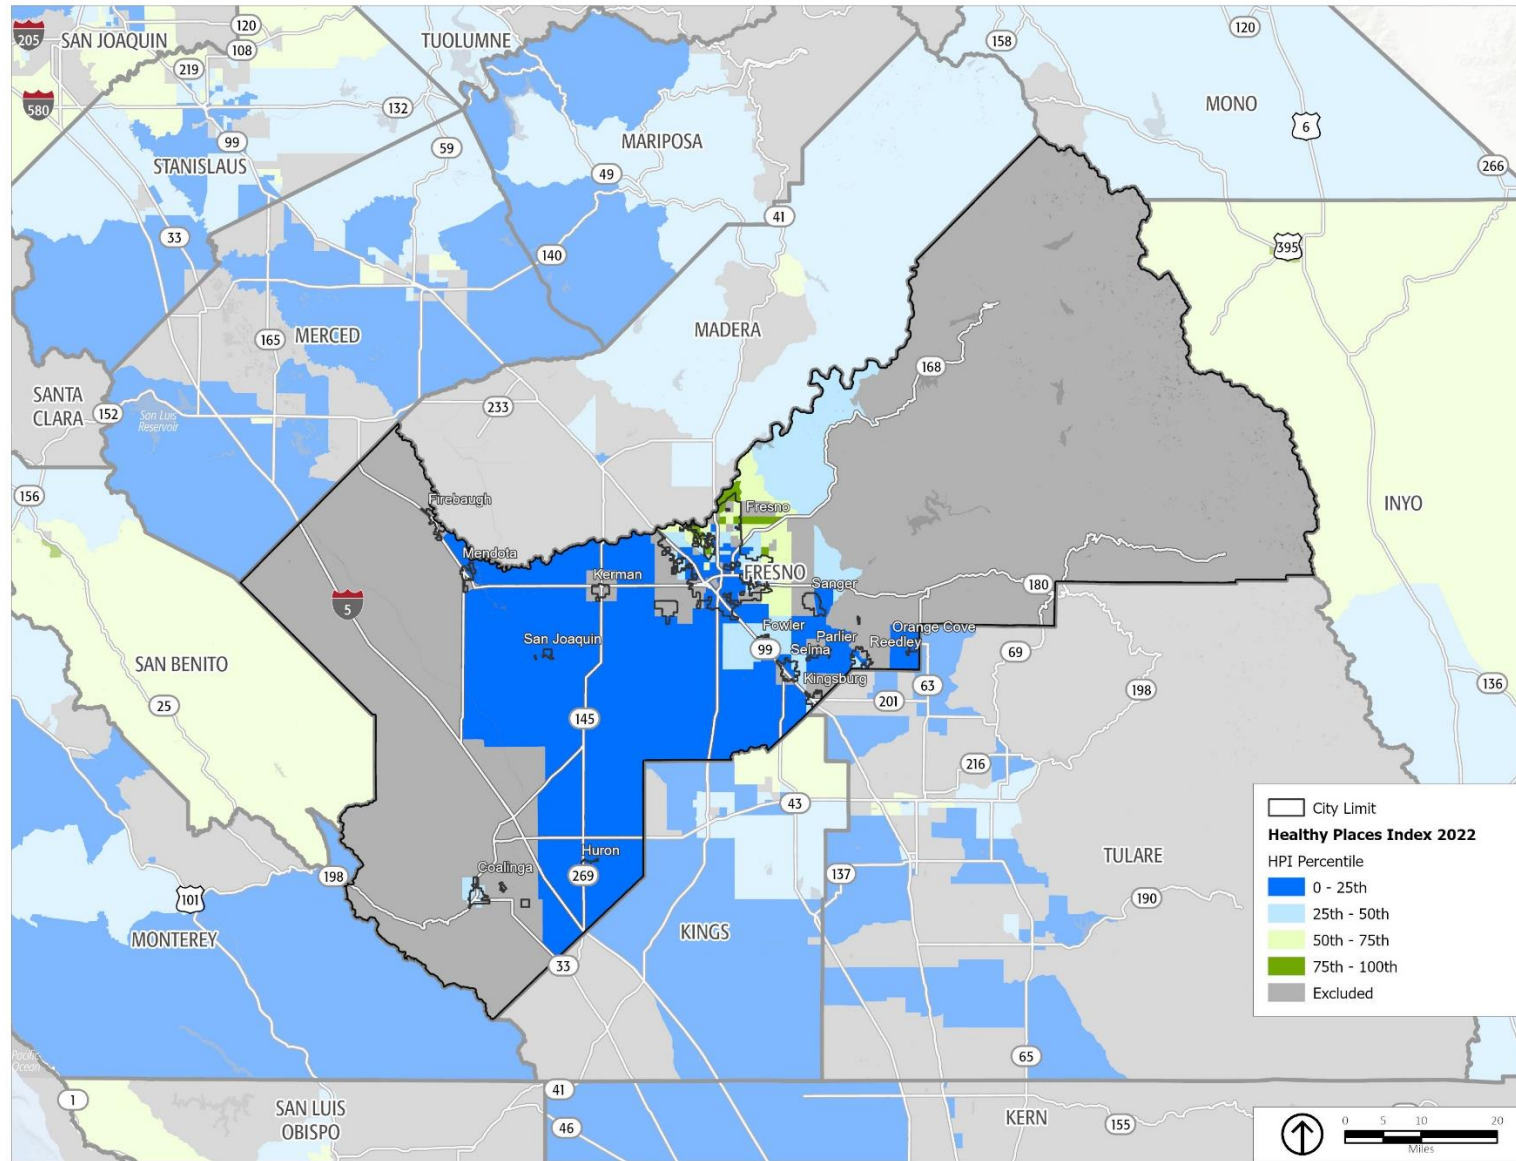 205
SAN JOAQUIN
120
108
TUOLUMNE
158
120
219
580
132
MONO
6
99
59
MARIPOSA
STANISLAUS
49
266
41
33
140
395
165
MERCED
MADERA
168
SANTA
CLARA
152
San Luis
Reservoir
233
156
Firebaugh
Fresno
INYO
Mendota
Kerman
FRESNO
Sanger
180
5
San Joaquin
Fowler
Orange Cove
Parlier
Reedley
99
Selma
69
SAN BENITO
Kingsburg
63
198
136
201
25
145
216
43
City Limit
Healthy Places Index 2022
HPI Percentile
0 - 25th
25th - 50th
50th - 75th
75th - 100th
Excluded
Huron
TULARE
Coalinga
198
269
137
101
190
MONTEREY
KINGS
33
Pacific
Ocean
65
1
41
SAN LUIS
OBISPO
46
KERN
155
0 5 10 20
Miles